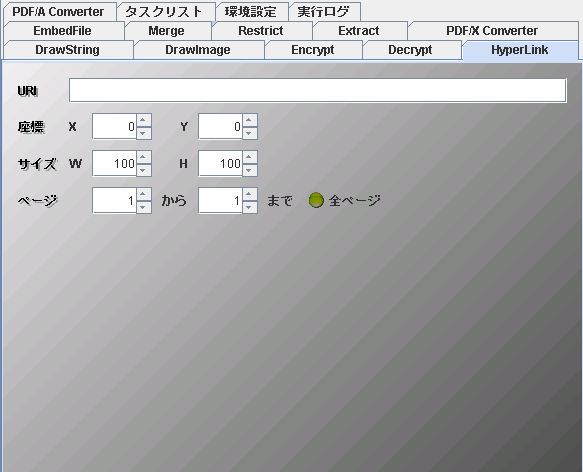 PDF/A Converter タスクリスト 環境設定 実行ログ
EmbedFile Merge Restrict Extract PDF/X Converter
DrawString DrawImage Encrypt Decrypt HyperLink
URI
座標 X 0 Y 0
サイズ W 100 H 100
ページ 1 から 1 まで 全ページ